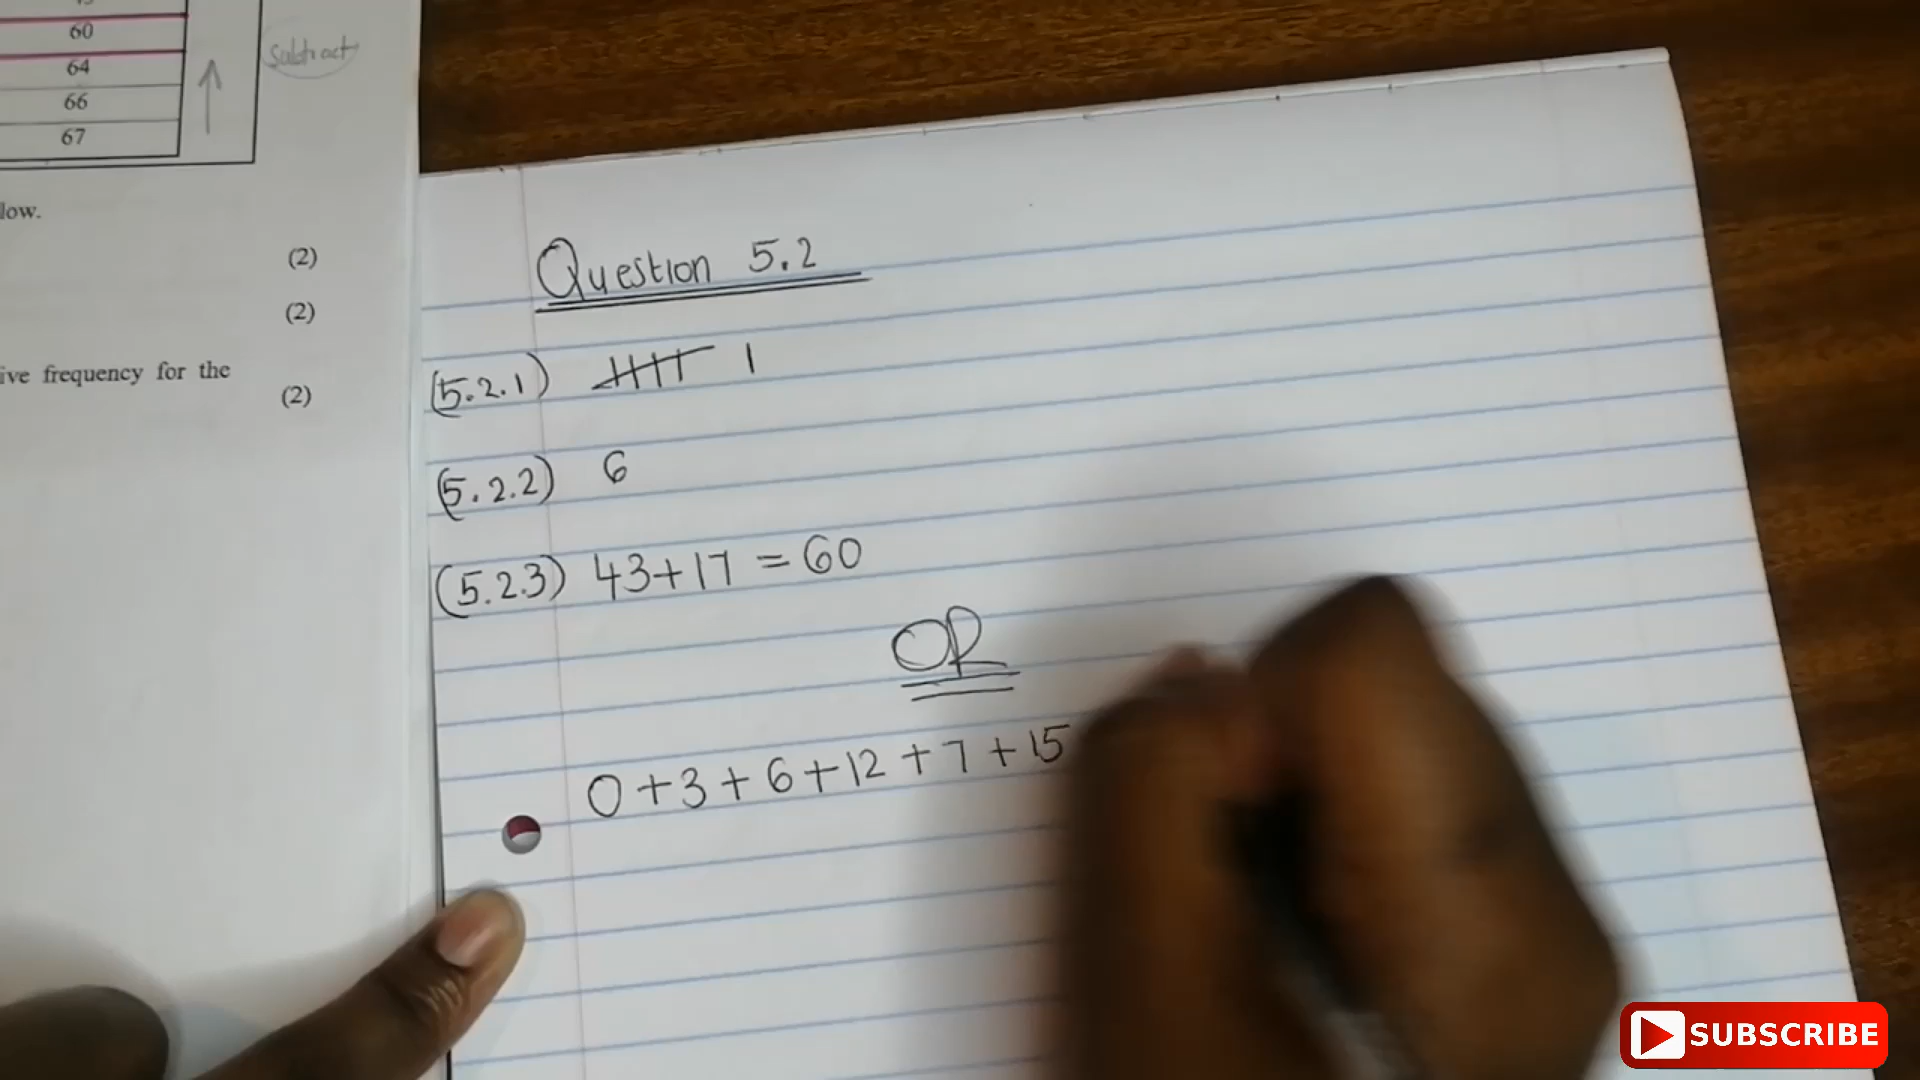 60
Subtract
64
66
67
low.
(2)
(2)
ive frequency for the
(2)
Question 5.2
(5.2.1) 𝍸 |
(5.2.2) 6
(5.2.3) 43+17 = 60
OR
0+3+6+12+7+15
SUBSCRIBE